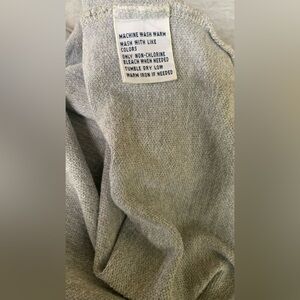 MACHINE WASH WARM
WASH WITH LIKE
COLORS
ONLY NON-CHLORINE
BLEACH WHEN NEEDED
TUMBLE DRY LOW
WARM IRON IF NEEDED